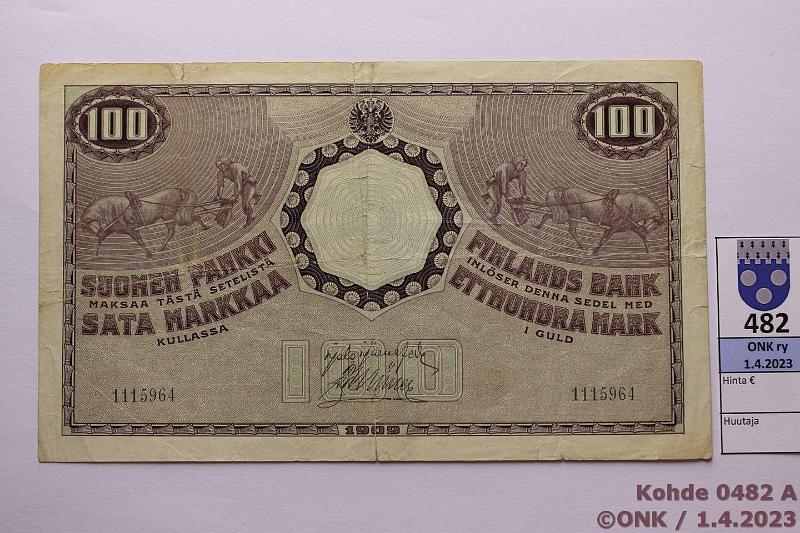 100
100
SUOMEN PANKKI
MAKSAA TÄSTÄ SETELISTÄ
SATA MARKKAA
KULLASSA
FINLANDS BANK
INLÖSER DENNA SEDEL MED
ETTHUNDRA MARK
I GULD
100
1115964
1115964
1909
482
ONK ry
1.4.2023
Hinta €
Huutaja
Kohde 0482 A
©ONK / 1.4.2023